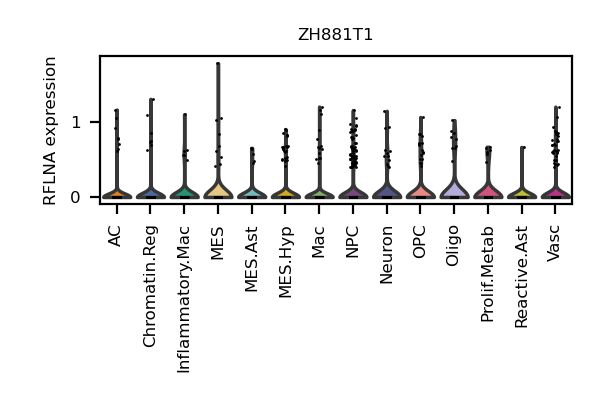 ZH881T1
RFLNA expression
1
0
AC
Chromatin.Reg
Inflammatory.Mac
MES
MES.Ast
MES.Hyp
Mac
NPC
Neuron
OPC
Oligo
Prolif.Metab
Reactive.Ast
Vasc